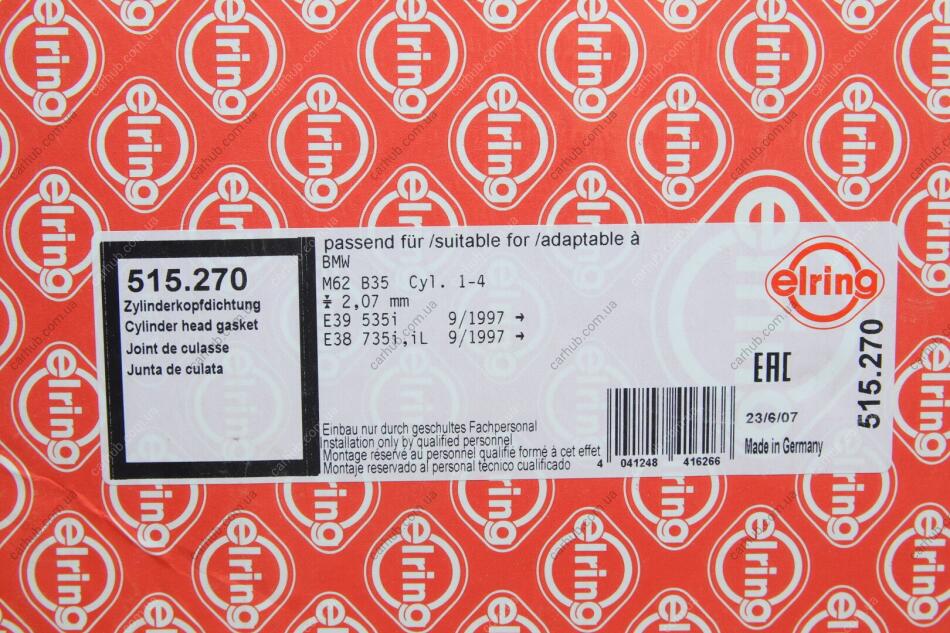 515.270
Zylinderkopfdichtung
Cylinder head gasket
Joint de culasse
Junta de culata
passend für /suitable for /adaptable à
BMW
M62 B35 Cyl. 1-4
2,07 mm
E39 535i 9/1997 →
E38 735i,iL 9/1997 →
Einbau nur durch geschultes Fachpersonal
Installation only by qualified personnel
Montage réservé au personnel qualifié formé à cet effet
Montaje reservado al personal técnico cualificado
4 041248 416266
elring
EAC
23/6/07
Made in Germany
515.270
carhub.com.ua